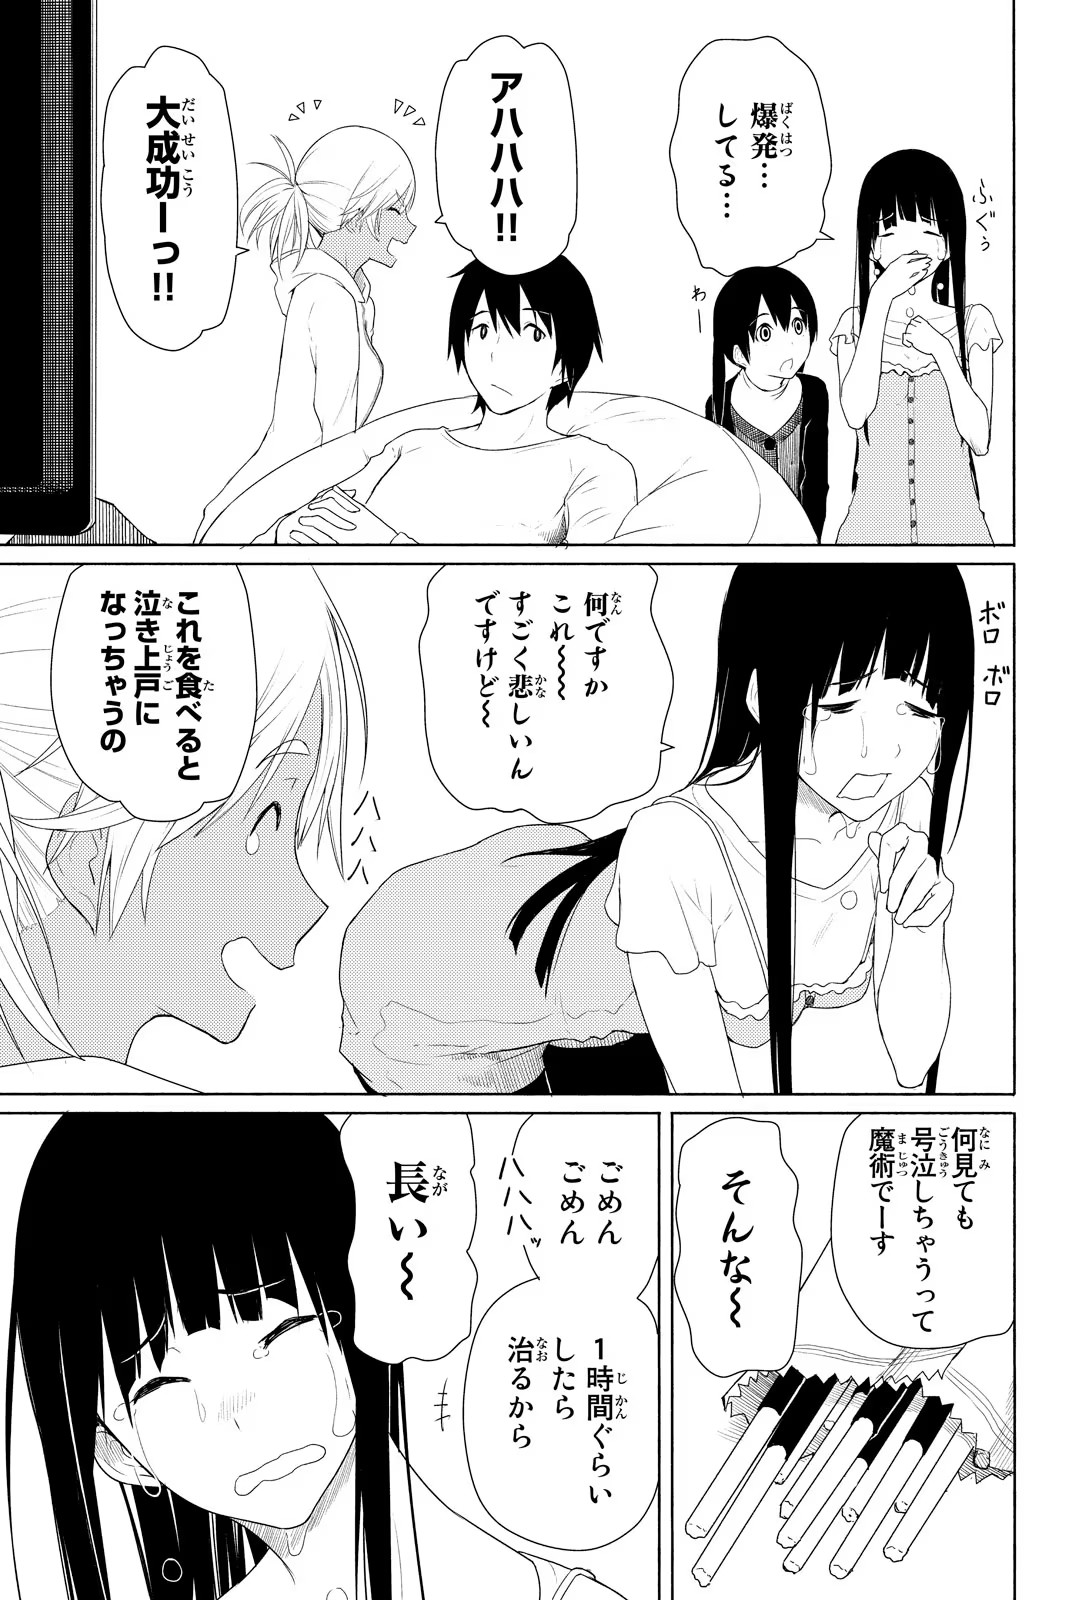 ふぐぅ
爆発…
してる…
わー
アハハハ!!
大成功ーっ!!
ボロ
ボロ
何ですか
これ〜〜
すごく悲しいん
ですけど〜
ハハハハ
これを食べると
泣き上戸に
なっちゃうの
何見ても
号泣しちゃうって
魔術でーす
そんな〜
ごめん
ごめん
ハハハッ
1時間ぐらい
したら
治るから
長い〜